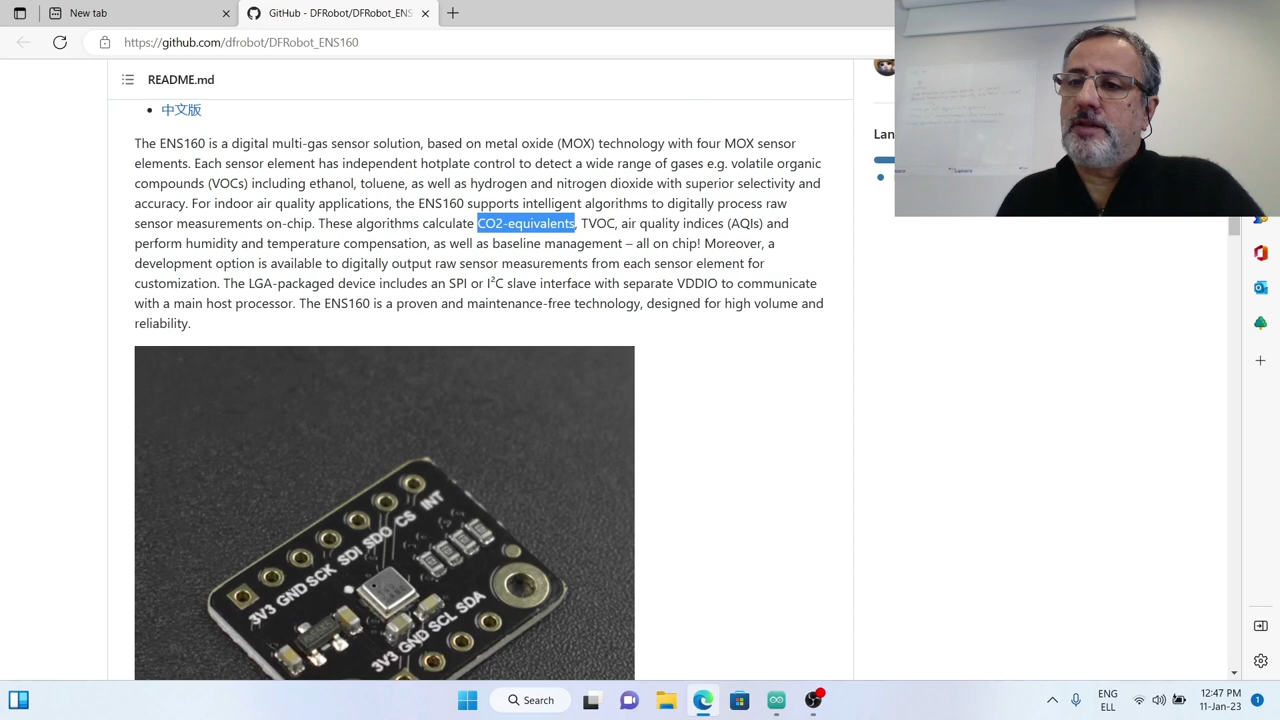 New tab
GitHub - DFRobot/DFRobot_ENS
https://github.com/dfrobot/DFRobot_ENS160
README.md
中文版
The ENS160 is a digital multi-gas sensor solution, based on metal oxide (MOX) technology with four MOX sensor
elements. Each sensor element has independent hotplate control to detect a wide range of gases e.g. volatile organic
compounds (VOCs) including ethanol, toluene, as well as hydrogen and nitrogen dioxide with superior selectivity and
accuracy. For indoor air quality applications, the ENS160 supports intelligent algorithms to digitally process raw
sensor measurements on-chip. These algorithms calculate CO2-equivalents, TVOC, air quality indices (AQIs) and
perform humidity and temperature compensation, as well as baseline management – all on chip! Moreover, a
development option is available to digitally output raw sensor measurements from each sensor element for
customization. The LGA-packaged device includes an SPI or I²C slave interface with separate VDDIO to communicate
with a main host processor. The ENS160 is a proven and maintenance-free technology, designed for high volume and
reliability.
Lan
3V3 GND SCK SDI SDO CS INT
3V3 GND SCL SDA
Search
ENG
ELL
12:47 PM
11-Jan-23
1